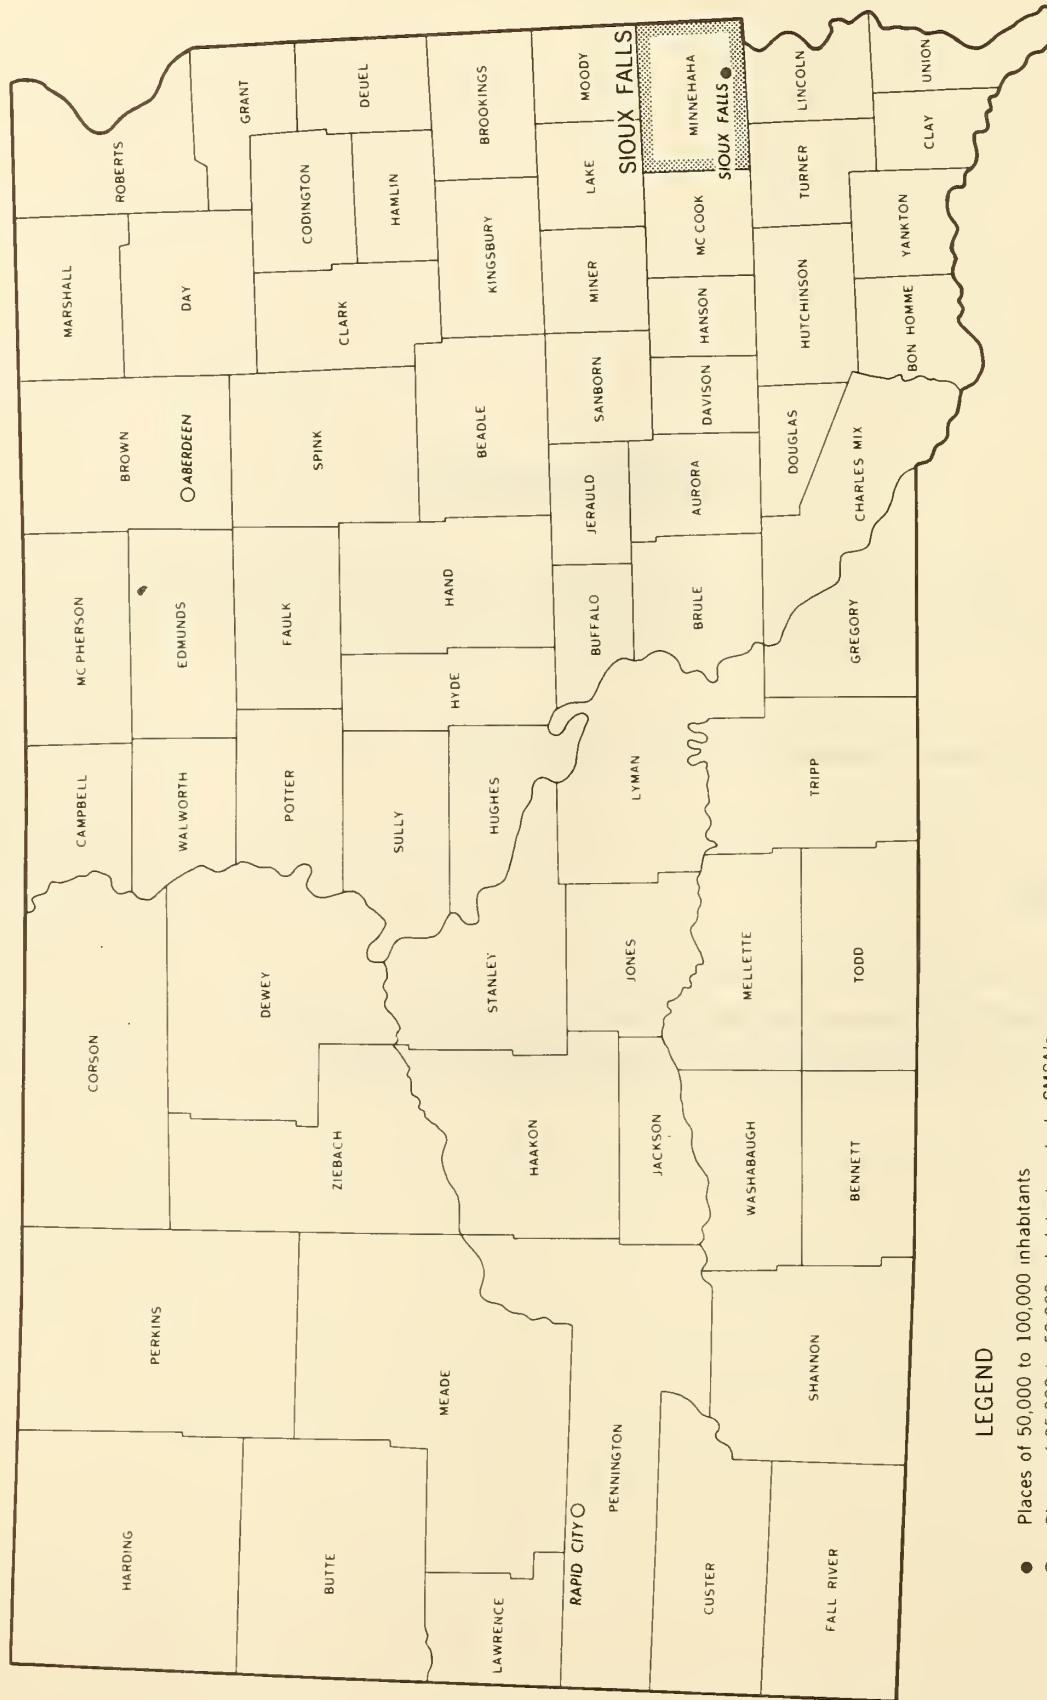 HARDING
PERKINS
CORSON
CAMPBELL
MC PHERSON
BROWN
MARSHALL
ROBERTS
BUTTE
MEADE
ZIEBACH
DEWEY
WALWORTH
EDMUNDS
ABERDEEN
DAY
GRANT
POTTER
FAULK
SPINK
CLARK
CODINGTON
DEUEL
HAMLIN
LAWRENCE
HAAKON
STANLEY
SULLY
HUGHES
HYDE
HAND
BEADLE
KINGSBURY
BROOKINGS
RAPID CITY
PENNINGTON
JACKSON
JONES
LYMAN
BUFFALO
JERAULD
SANBORN
MINER
LAKE
MOODY
SIOUX FALLS
CUSTER
SHANNON
WASHABAUGH
MELLETTE
TRIPP
BRULE
AURORA
DAVISON
HANSON
MC COOK
MINNEHAHA
SIOUX FALLS
FALL RIVER
BENNETT
TODD
GREGORY
CHARLES MIX
DOUGLAS
HUTCHINSON
TURNER
LINCOLN
BON HOMME
YANKTON
CLAY
UNION
LEGEND
Places of 50,000 to 100,000 inhabitants